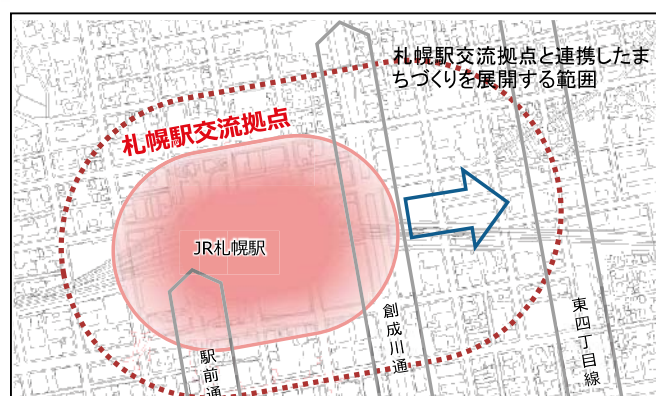 札幌駅交流拠点と連携したま
ちづくりを展開する範囲
札幌駅交流拠点
JR札幌駅
駅前通
創成川通
東四丁目線